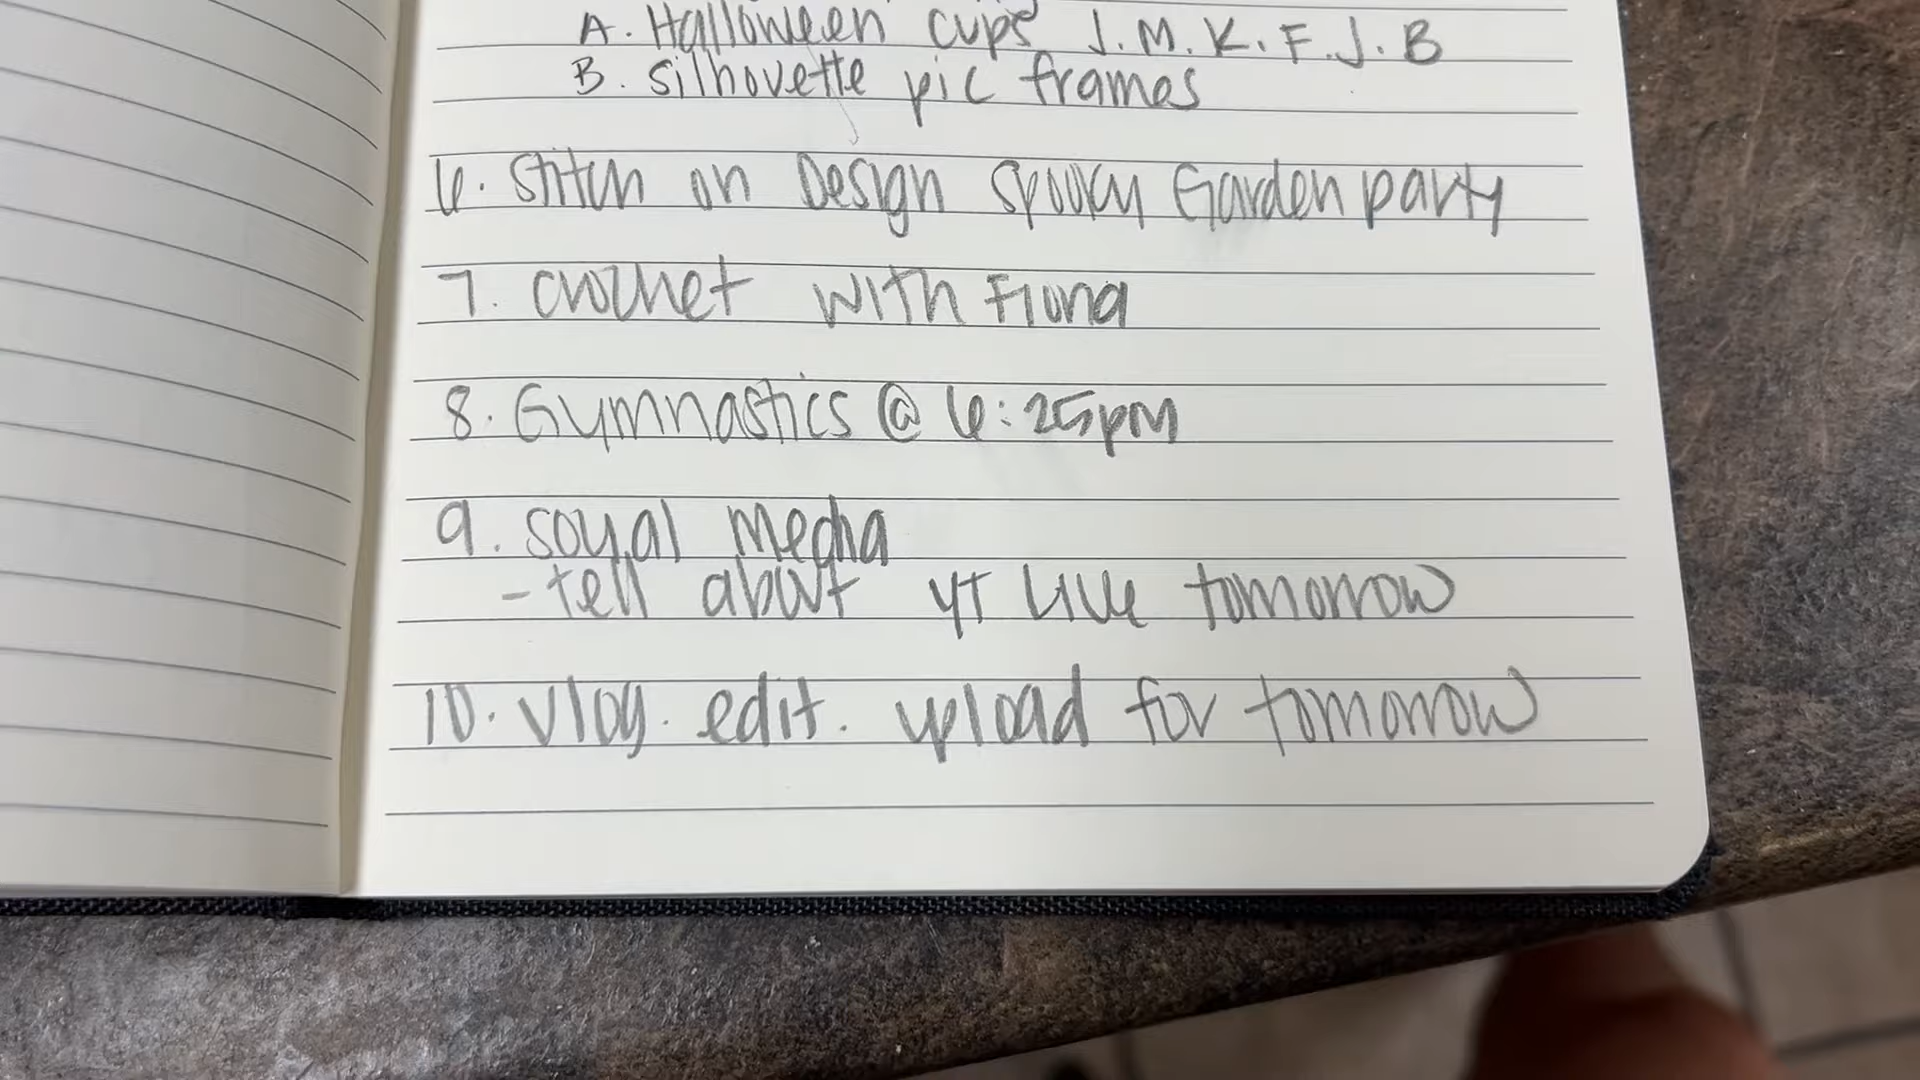 A. Halloween cups J. M. K. F. J. B
B. Silhouette pic frames
6. Stitch on Design Spooky Garden party
7. crochet with Fiona
8. Gymnastics @ 6:25pm
9. social media
- tell about YT Live tomorrow
10. Vlog. edit. upload for tomorrow